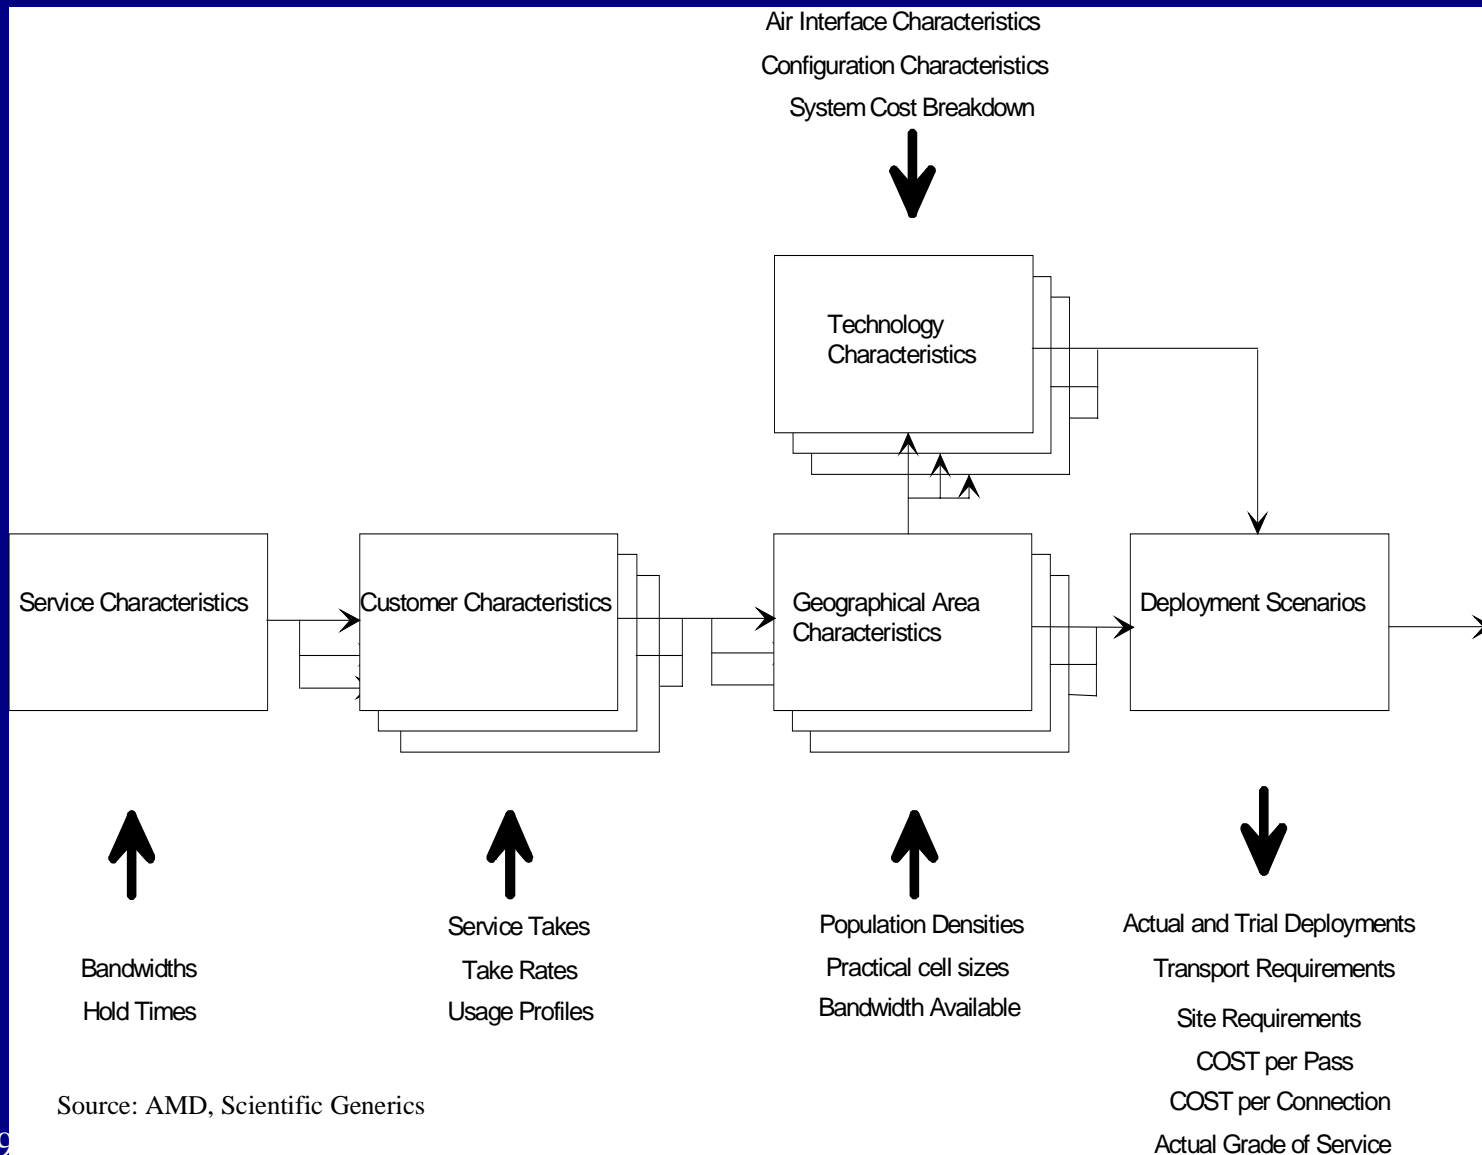 Air Interface Characteristics
Configuration Characteristics
System Cost Breakdown
Technology
Characteristics
Service Characteristics
Customer Characteristics
Geographical Area
Characteristics
Deployment Scenarios
Bandwidths
Hold Times
Service Takes
Take Rates
Usage Profiles
Population Densities
Practical cell sizes
Bandwidth Available
Actual and Trial Deployments
Transport Requirements
Site Requirements
COST per Pass
COST per Connection
Actual Grade of Service
Source: AMD, Scientific Generics
9